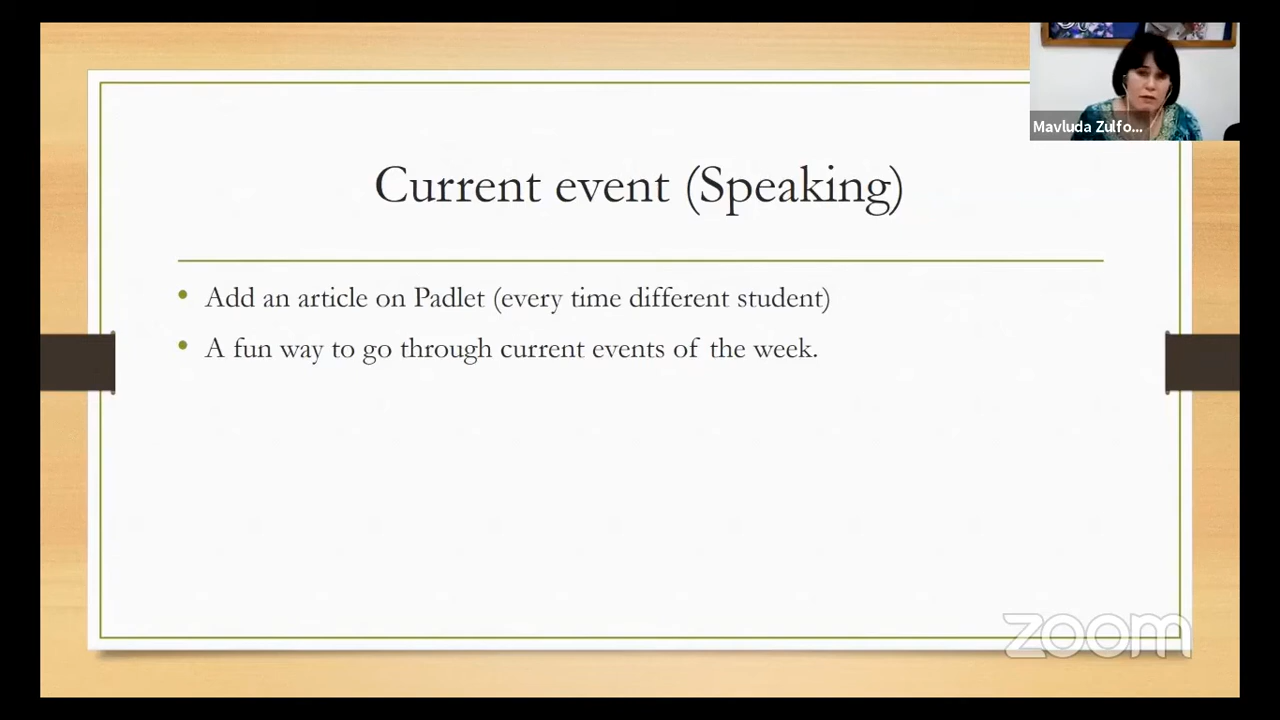 Mavluda Zulfo...
Current event (Speaking)
• Add an article on Padlet (every time different student)
• A fun way to go through current events of the week.
zoom